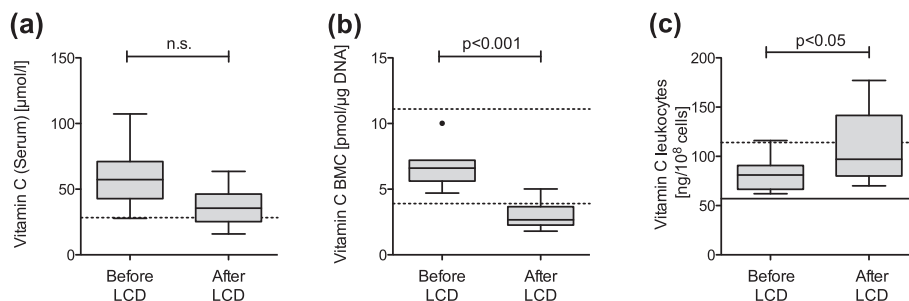 (a)
n.s.
Vitamin C (Serum) [µmol/l]
150
100
50
0
Before
LCD
After
LCD
(b)
p<0.001
Vitamin C BMC [pmol/µg DNA]
15
10
5
0
Before
LCD
After
LCD
(c)
p<0.05
Vitamin C leukocytes
[ng/10⁸ cells]
200
150
100
50
0
Before
LCD
After
LCD